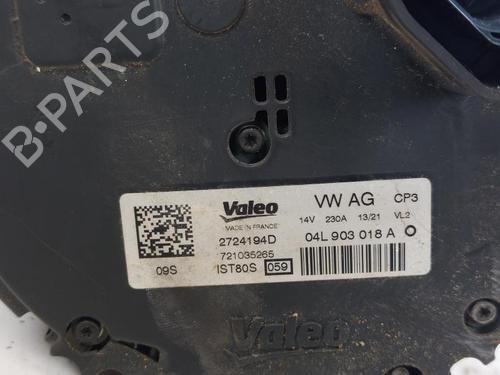 B-PARTS
Valeo
MADE IN FRANCE
2724194D
721035265
09S
IST80S 059
VW AG CP3
14V 230A 13/21 VL2
04L 903 018 A
Valeo